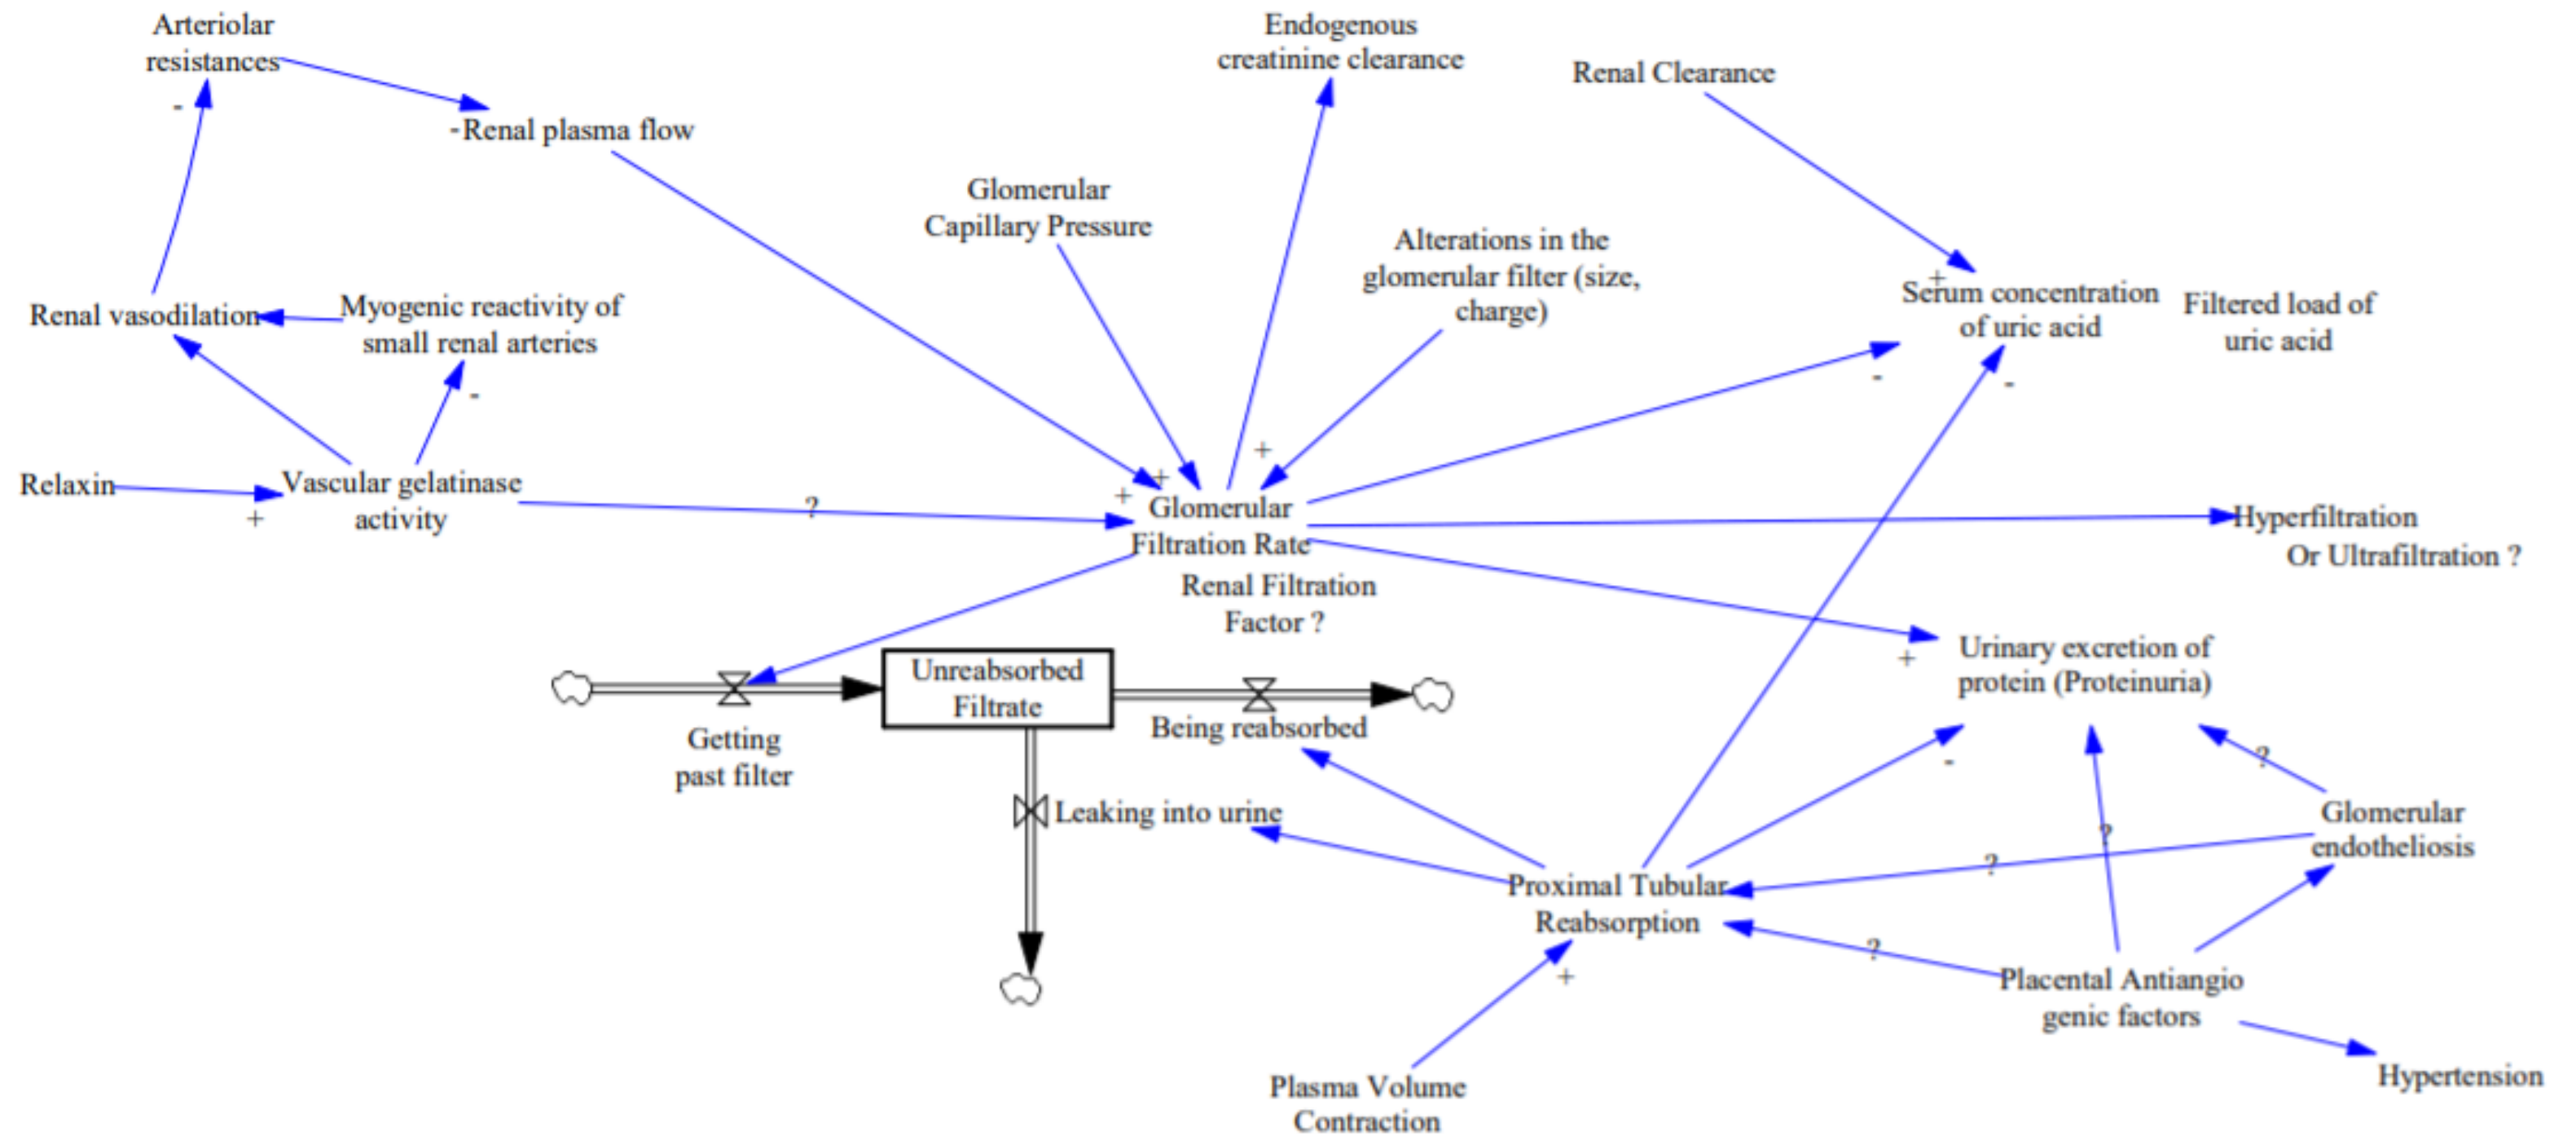 Arteriolar
resistances
-
-Renal plasma flow
Endogenous
creatinine clearance
Renal Clearance
Glomerular
Capillary Pressure
Alterations in the
glomerular filter (size,
charge)
+
Serum concentration
of uric acid
Filtered load of
uric acid
-
-
Renal vasodilation
Myogenic reactivity of
small renal arteries
-
Relaxin
+
Vascular gelatinase
activity
?
+
+
+
Glomerular
Filtration Rate
Renal Filtration
Factor ?
Hyperfiltration
Or Ultrafiltration ?
+
Urinary excretion of
protein (Proteinuria)
-
?
Unreabsorbed
Filtrate
Getting
past filter
Being reabsorbed
Leaking into urine
Glomerular
endotheliosis
?
?
?
Proximal Tubular
Reabsorption
+
Placental Antiangio
genic factors
Plasma Volume
Contraction
Hypertension